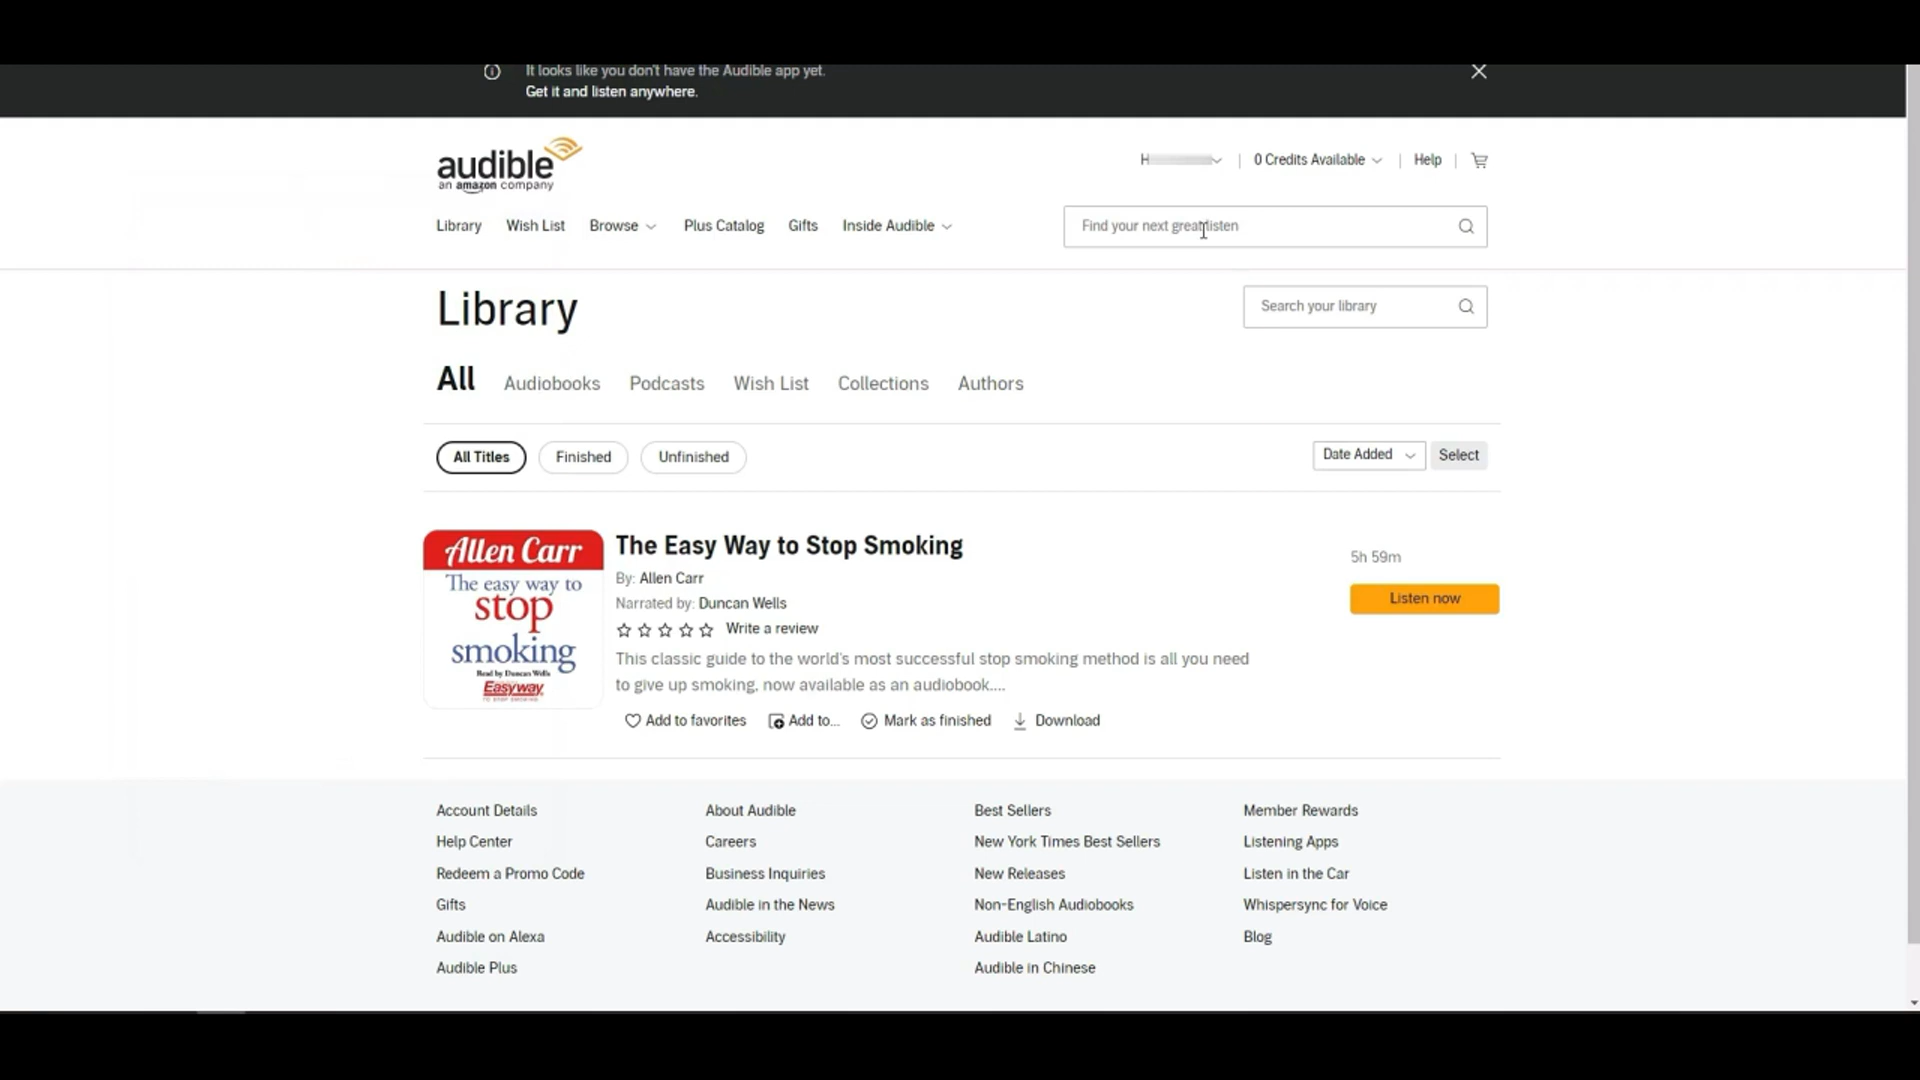 It looks like you don't have the Audible app yet.
Get it and listen anywhere.
audible
an amazon company
H
0 Credits Available
Help
Library
Wish List
Browse
Plus Catalog
Gifts
Inside Audible
Find your next great listen
Library
Search your library
All
Audiobooks
Podcasts
Wish List
Collections
Authors
All Titles
Finished
Unfinished
Date Added
Select
Allen Carr
The easy way to
stop
smoking
Read by Duncan Wells
Easyway
TO STOP SMOKING
The Easy Way to Stop Smoking
By: Allen Carr
Narrated by: Duncan Wells
Write a review
This classic guide to the world's most successful stop smoking method is all you need
to give up smoking, now available as an audiobook....
Add to favorites
Add to...
Mark as finished
Download
5h 59m
Listen now
Account Details
Help Center
Redeem a Promo Code
Gifts
Audible on Alexa
Audible Plus
About Audible
Careers
Business Inquiries
Audible in the News
Accessibility
Best Sellers
New York Times Best Sellers
New Releases
Non-English Audiobooks
Audible Latino
Audible in Chinese
Member Rewards
Listening Apps
Listen in the Car
Whispersync for Voice
Blog